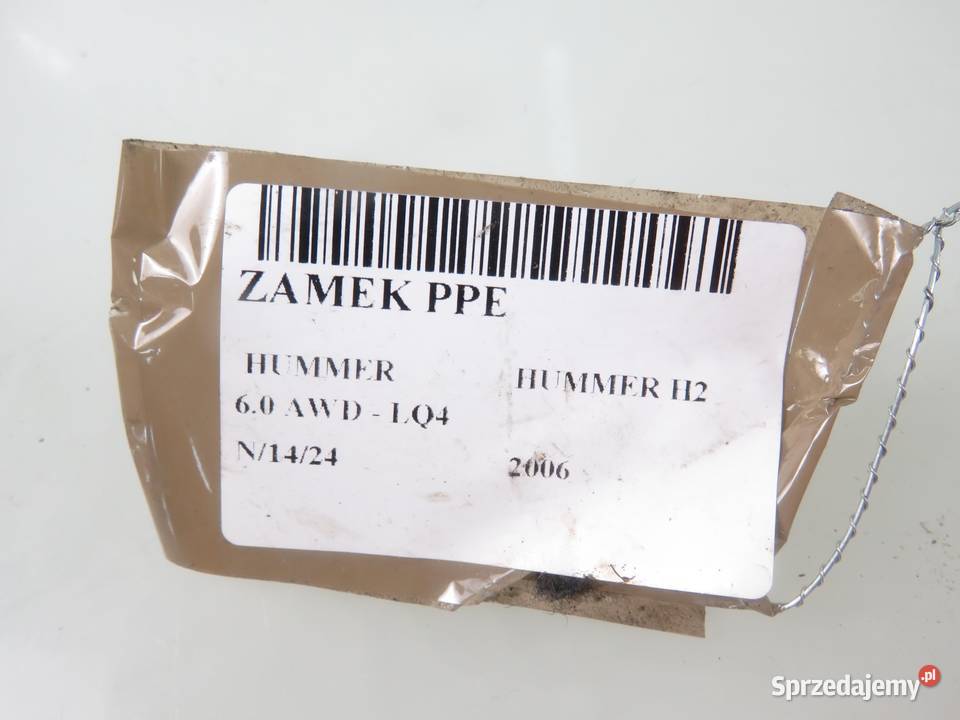 ZAMEK PPE
HUMMER HUMMER H2
6.0 AWD - LQ4
N/14/24 2006
Sprzedajemy.pl